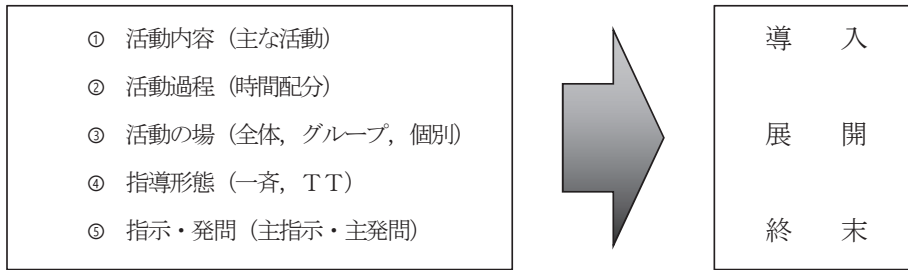 ① 活動内容（主な活動）
② 活動過程（時間配分）
③ 活動の場（全体，グループ，個別）
④ 指導形態（一斉，ＴＴ）
⑤ 指示・発問（主指示・主発問）
導　入
展　開
終　末